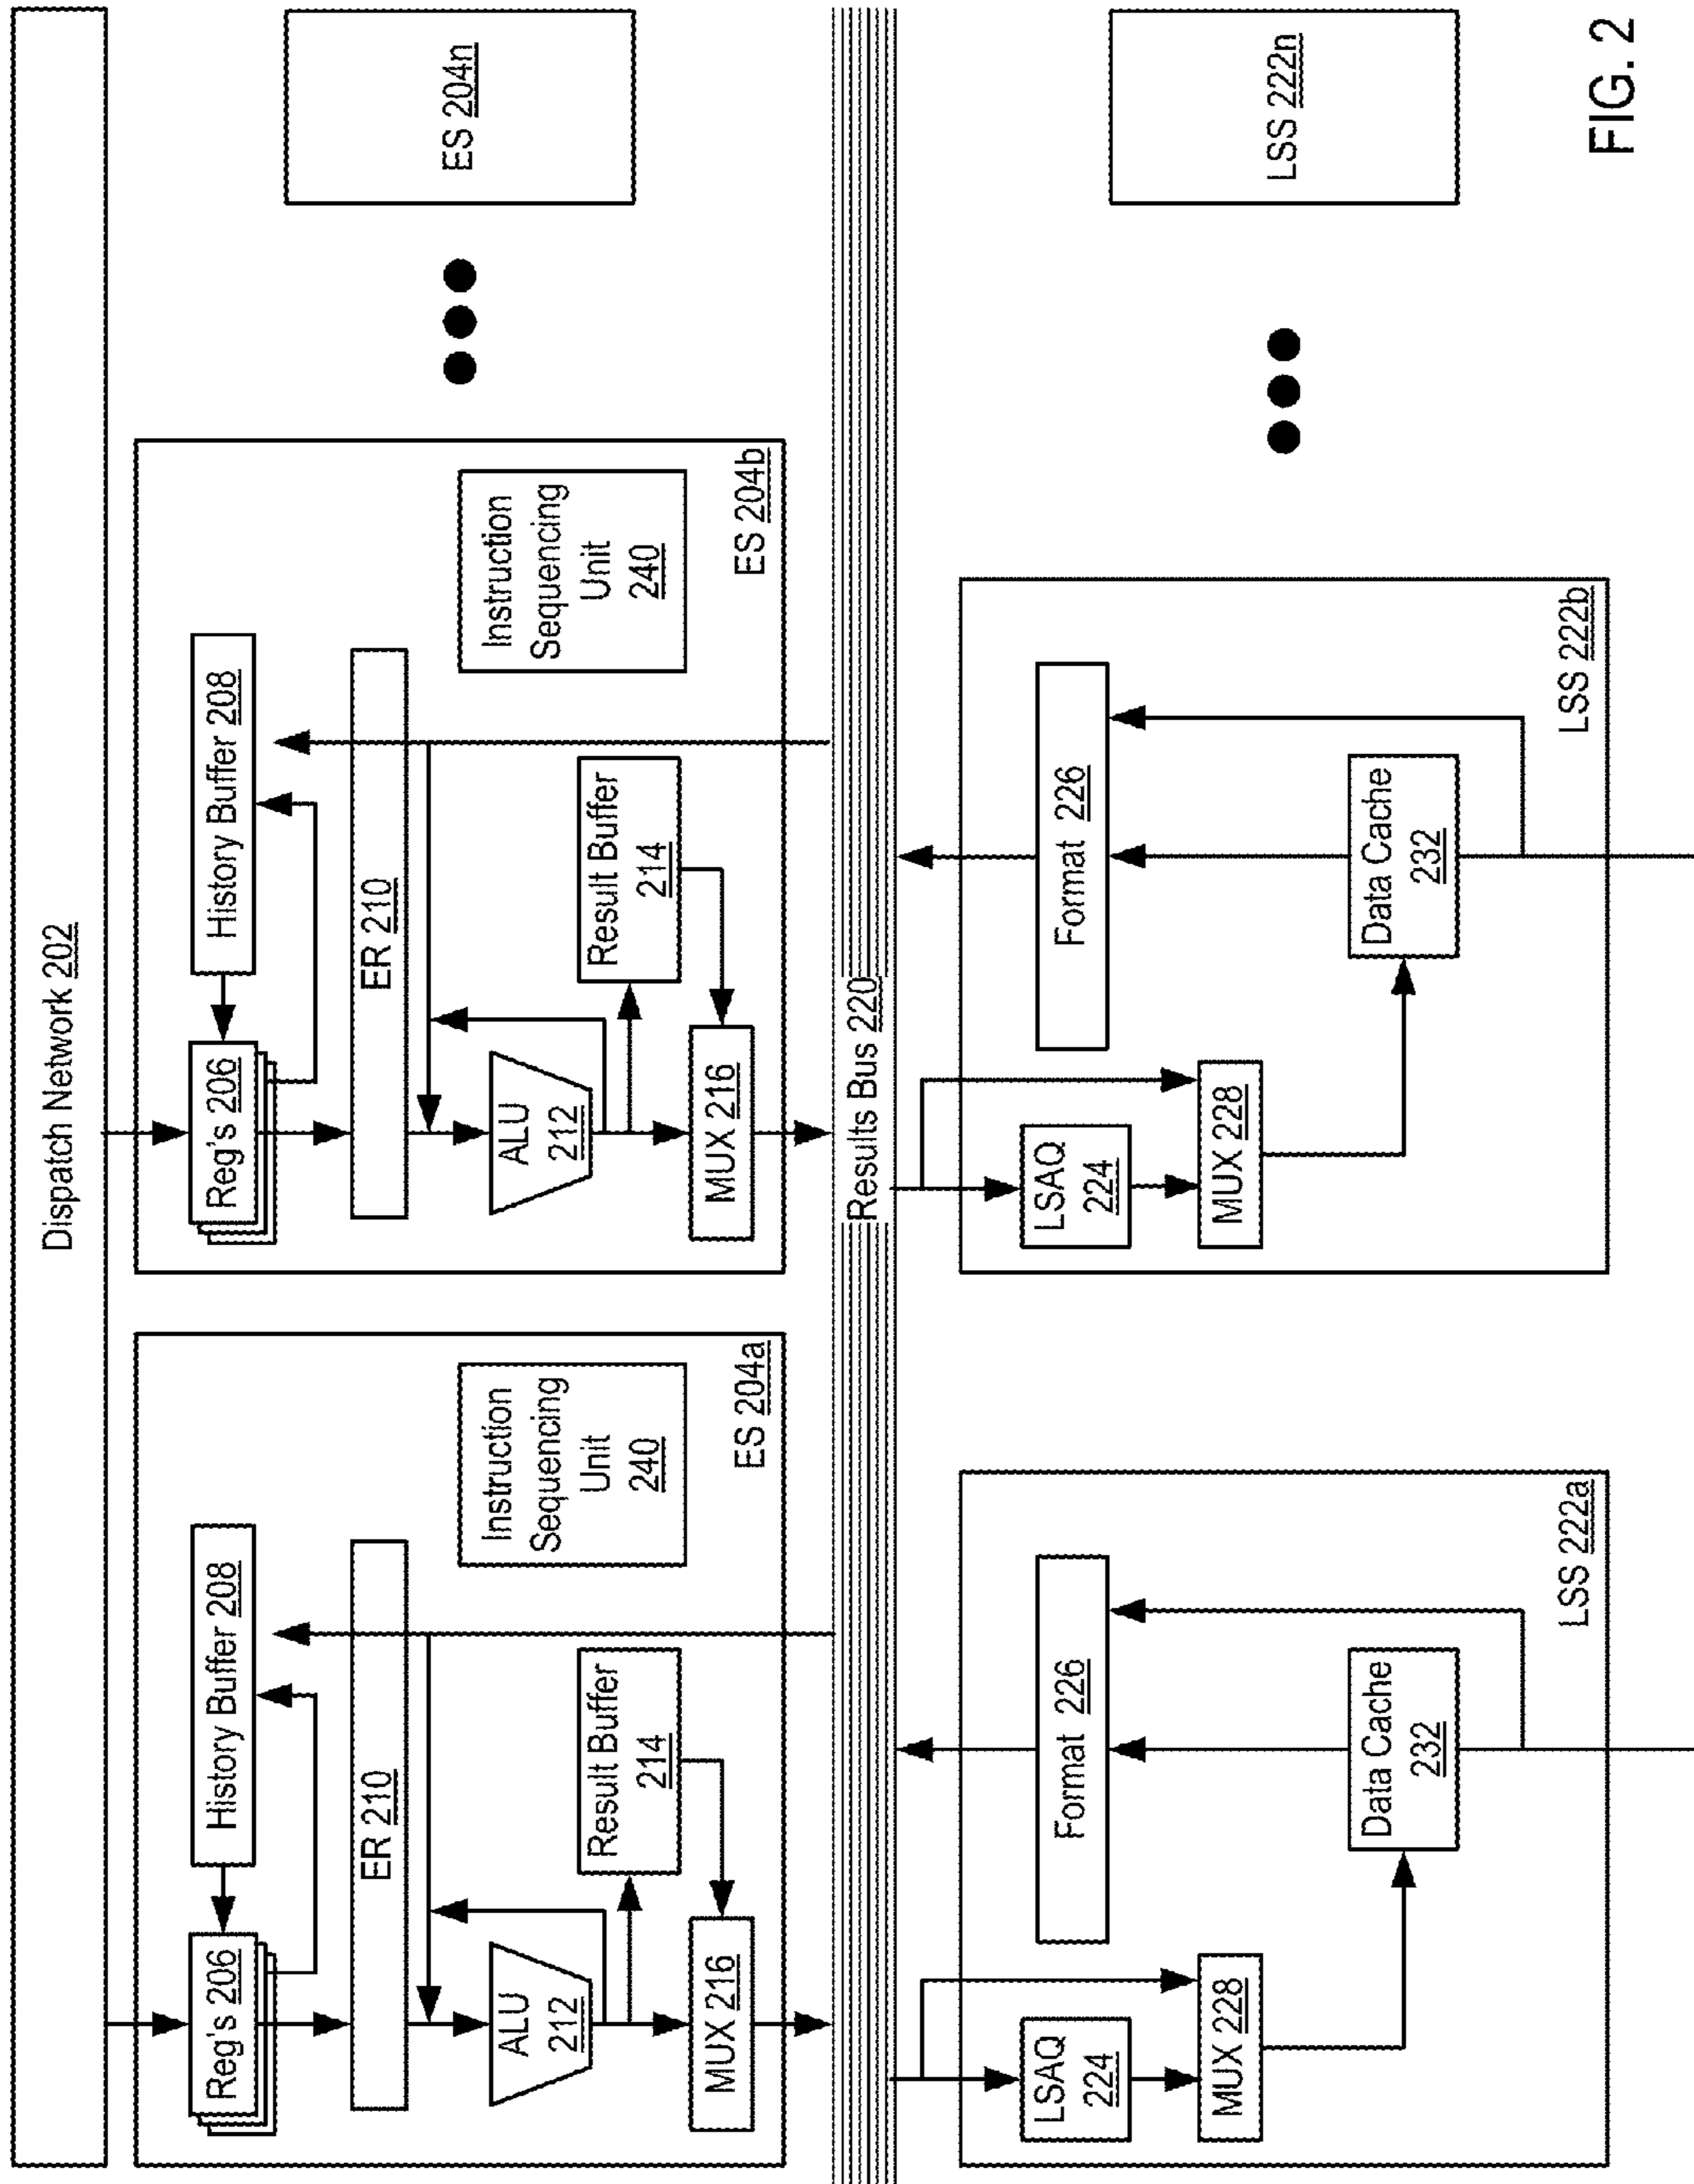 Dispatch Network 202
Reg's 206
History Buffer 208
ER 210
ALU
212
Result Buffer
214
MUX 216
Instruction
Sequencing
Unit
240
ES 204a
Reg's 206
History Buffer 208
ER 210
ALU
212
Result Buffer
214
MUX 216
Instruction
Sequencing
Unit
240
ES 204b
ES 204n
Results Bus 220
LSAQ
224
Format 226
MUX 228
Data Cache
232
LSS 222a
LSAQ
224
Format 226
MUX 228
Data Cache
232
LSS 222b
LSS 222n
FIG. 2